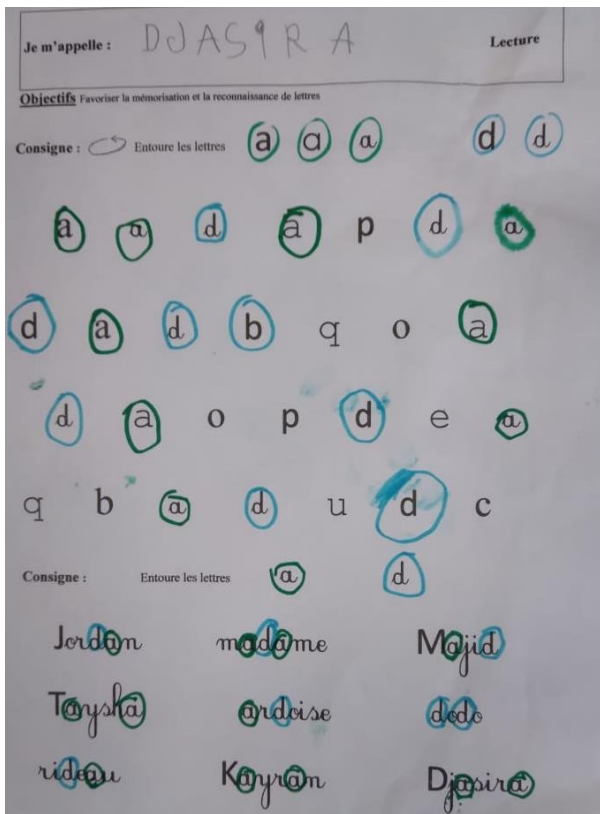 Je m'appelle : DJASIRA Lecture
Objectifs Favoriser la mémorisation et la reconnaissance de lettres
Consigne : Entoure les lettres a a a d d
a a d a p d a
d a d b q o a
d a o p d e a
q b a d u d c
Consigne : Entoure les lettres a d
Jordan madame Majid
Taysha ardoise dodo
rideau Kayran Djasira